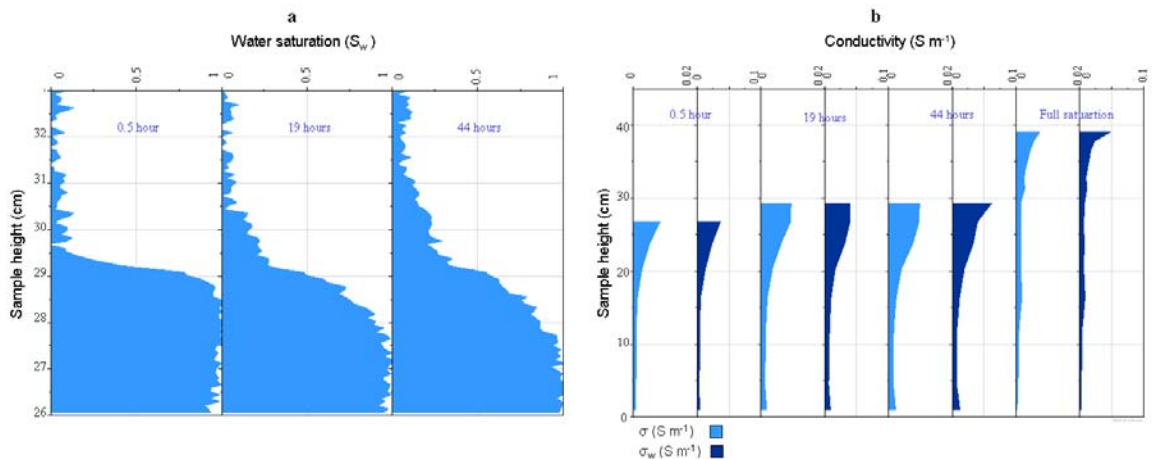 a
Water saturation (Sw)
0 0.5 1 0 0.5 1 0 0.5 1
0.5 hour 19 hours 44 hours
32
31
30
29
28
27
26
Sample height (cm)
b
Conductivity (S m-1)
0 0.02 0 0.1 0 0.02 0 0.1 0 0.02 0 0.1 0 0.02 0 0.1
0.5 hour 19 hours 44 hours Full satuartion
40
30
20
10
0
Sample height (cm)
σ (S m-1)
σw (S m-1)